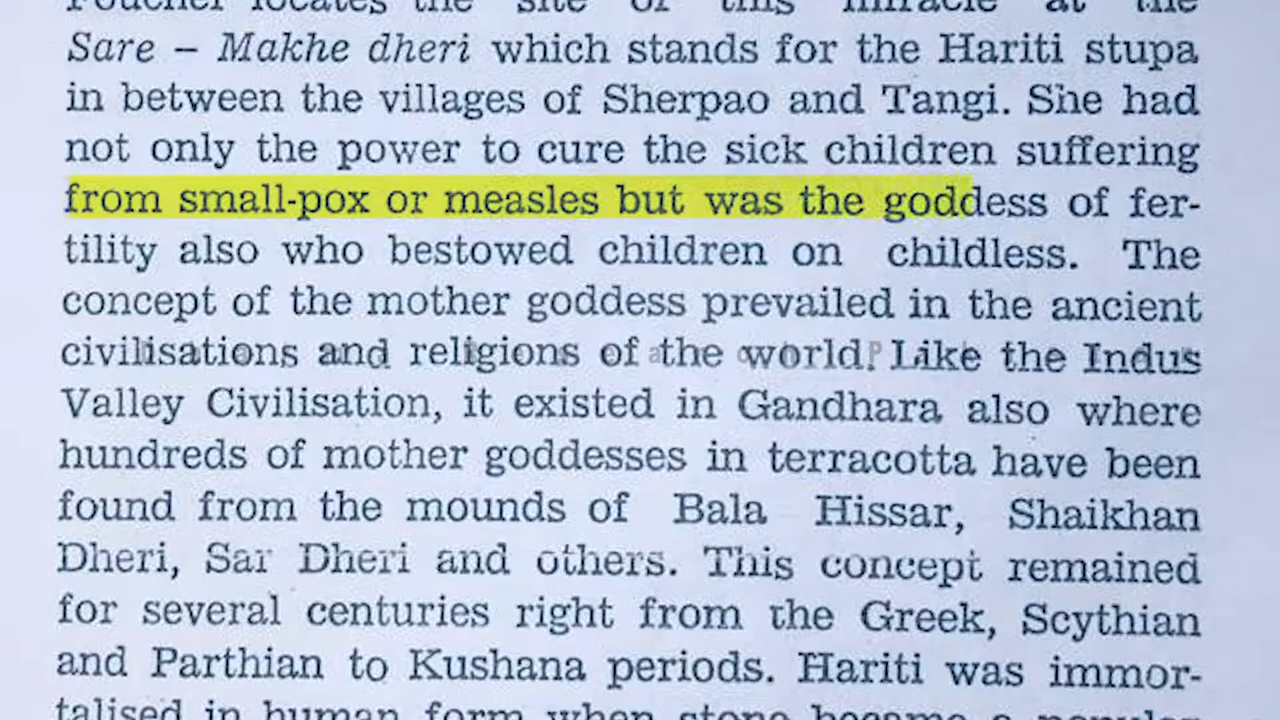 Foucher locates the site of this miracle at the
Sare – Makhe dheri which stands for the Hariti stupa
in between the villages of Sherpao and Tangi. She had
not only the power to cure the sick children suffering
from small-pox or measles but was the goddess of fer-
tility also who bestowed children on childless. The
concept of the mother goddess prevailed in the ancient
civilisations and religions of the world. Like the Indus
Valley Civilisation, it existed in Gandhara also where
hundreds of mother goddesses in terracotta have been
found from the mounds of Bala Hissar, Shaikhan
Dheri, Sar Dheri and others. This concept remained
for several centuries right from the Greek, Scythian
and Parthian to Kushana periods. Hariti was immor-
talised in human form when stone became a popular